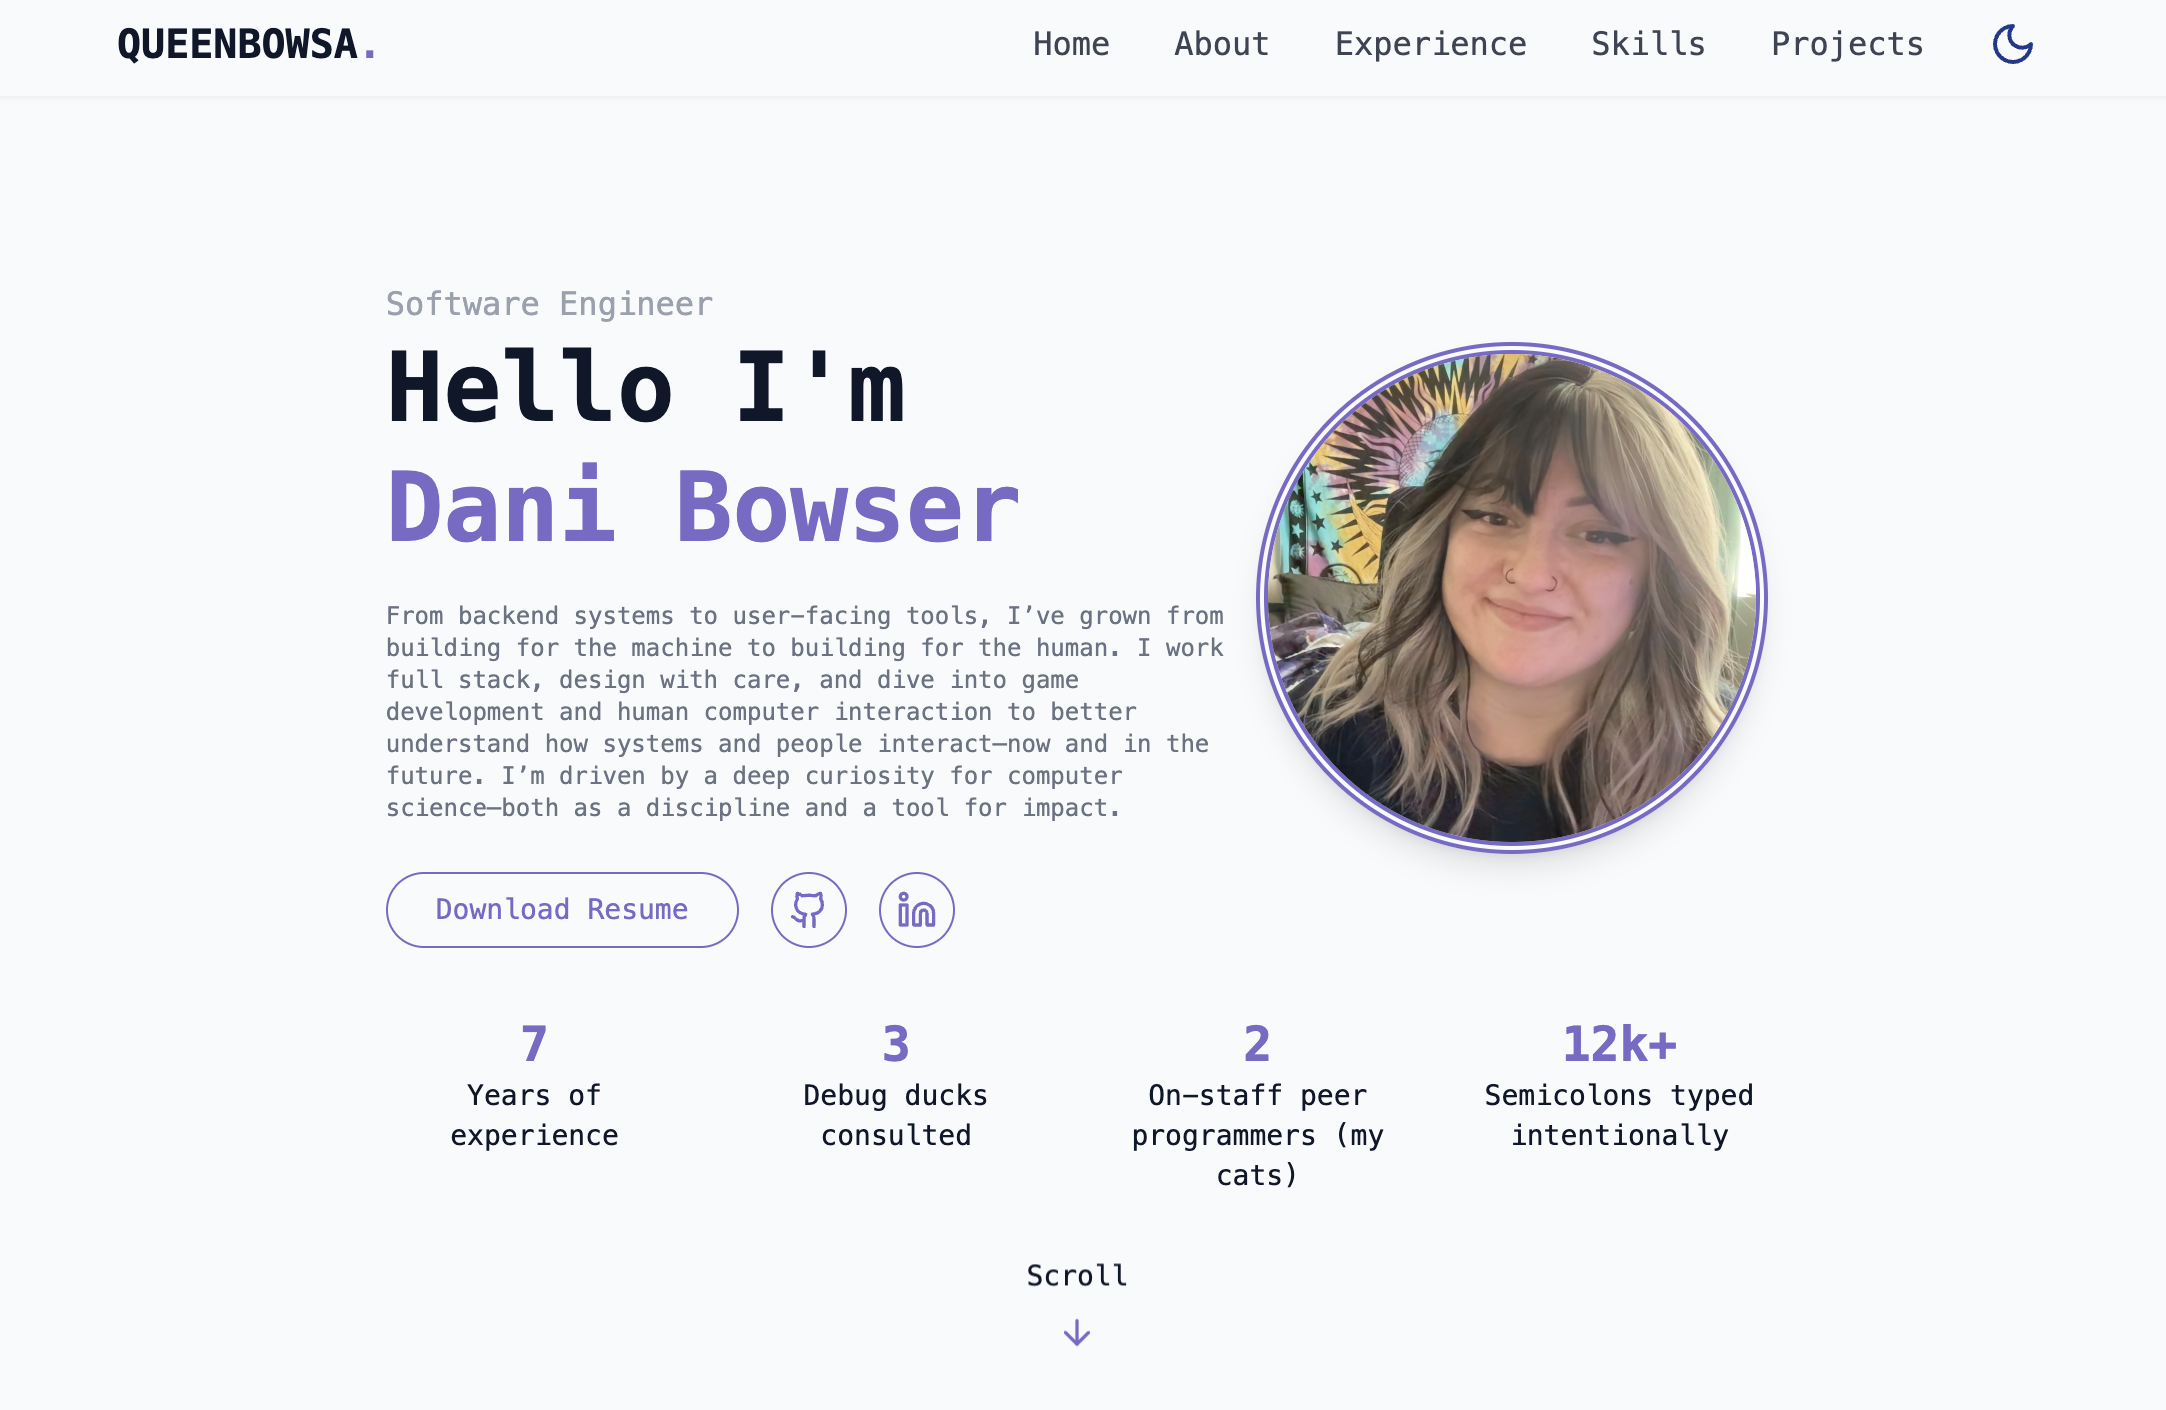 QUEENBOWSA.
Home About Experience Skills Projects
Software Engineer
Hello I'm
Dani Bowser
From backend systems to user-facing tools, I’ve grown from
building for the machine to building for the human. I work
full stack, design with care, and dive into game
development and human computer interaction to better
understand how systems and people interact—now and in the
future. I’m driven by a deep curiosity for computer
science—both as a discipline and a tool for impact.
Download Resume
7
Years of
experience
3
Debug ducks
consulted
2
On-staff peer
programmers (my
cats)
12k+
Semicolons typed
intentionally
Scroll